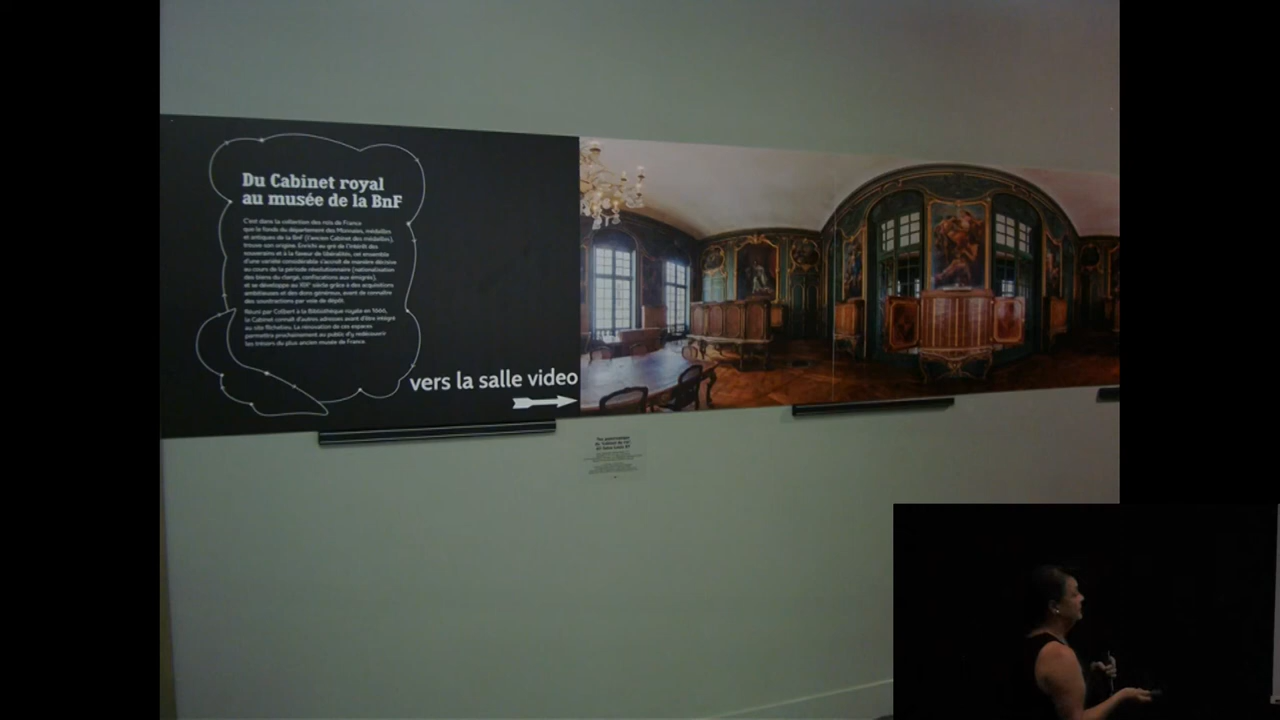 Du Cabinet royal
au musée de la BnF
C'est dans la collection des rois de France
que le fonds du département des Monnaies, médailles
et antiques de la BnF (l'ancien Cabinet des médailles),
trouve son origine. Enrichi au gré de l'intérêt des
souverains et à la faveur de libéralités, cet ensemble
d'une variété considérable s'accroît de manière décisive
au cours de la période révolutionnaire (nationalisation
des biens du clergé, confiscations aux émigrés),
et se développe au XIXe siècle grâce à des acquisitions
ambitieuses et des dons généreux, avant de connaître
des soustractions par voie de dépôt.
Réuni par Colbert à la Bibliothèque royale en 1666,
le Cabinet connaît d'autres adresses avant d'être intégré
au site Richelieu. La rénovation de ces espaces
permettra prochainement au public d'y redécouvrir
les trésors du plus ancien musée de France.
vers la salle video